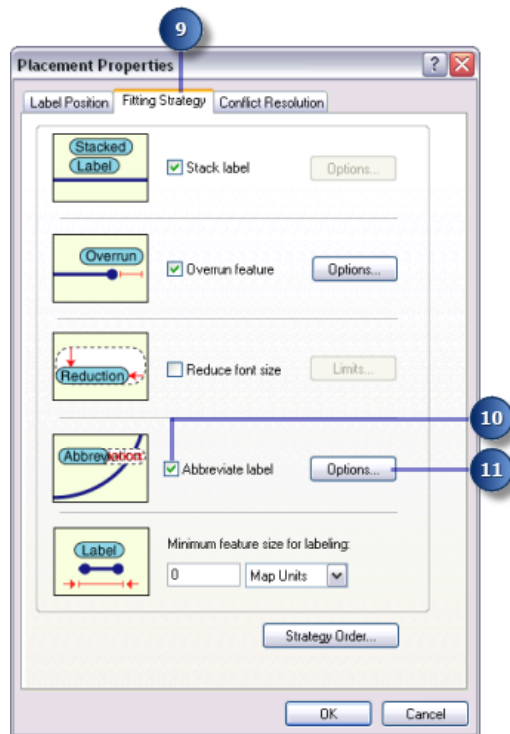 9
Placement Properties
?
Label Position Fitting Strategy Conflict Resolution
Stacked
Label
Stack label
Options...
Overrun
Overrun feature
Options...
Reduction
Reduce font size
Limits...
10
Abbreviation
Abbreviate label
Options...
11
Label
Minimum feature size for labeling:
0
Map Units
Strategy Order...
OK
Cancel